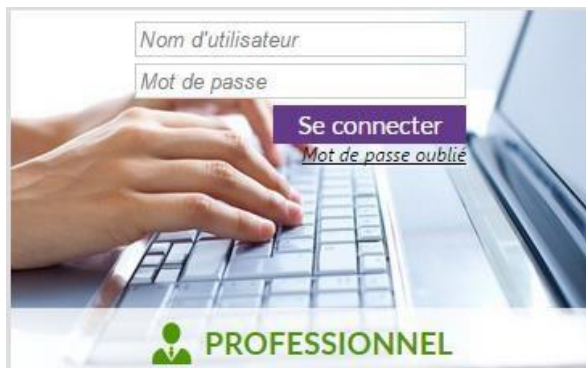 Nom d'utilisateur
Mot de passe
Se connecter
Mot de passe oublié
PROFESSIONNEL